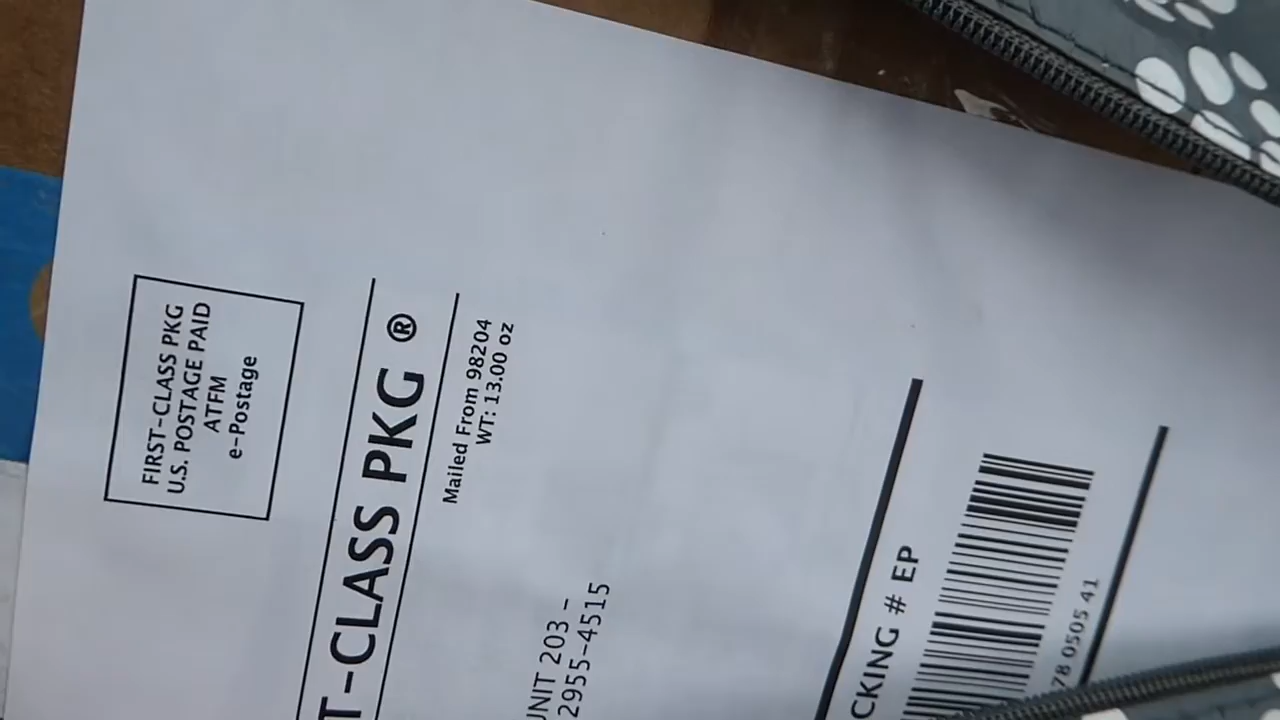 FIRST-CLASS PKG
U.S. POSTAGE PAID
ATFM
e-Postage
T-CLASS PKG ®
Mailed From 98204
WT: 13.00 oz
UNIT 203 -
2955-4515
CKING # EP
78 0505 41